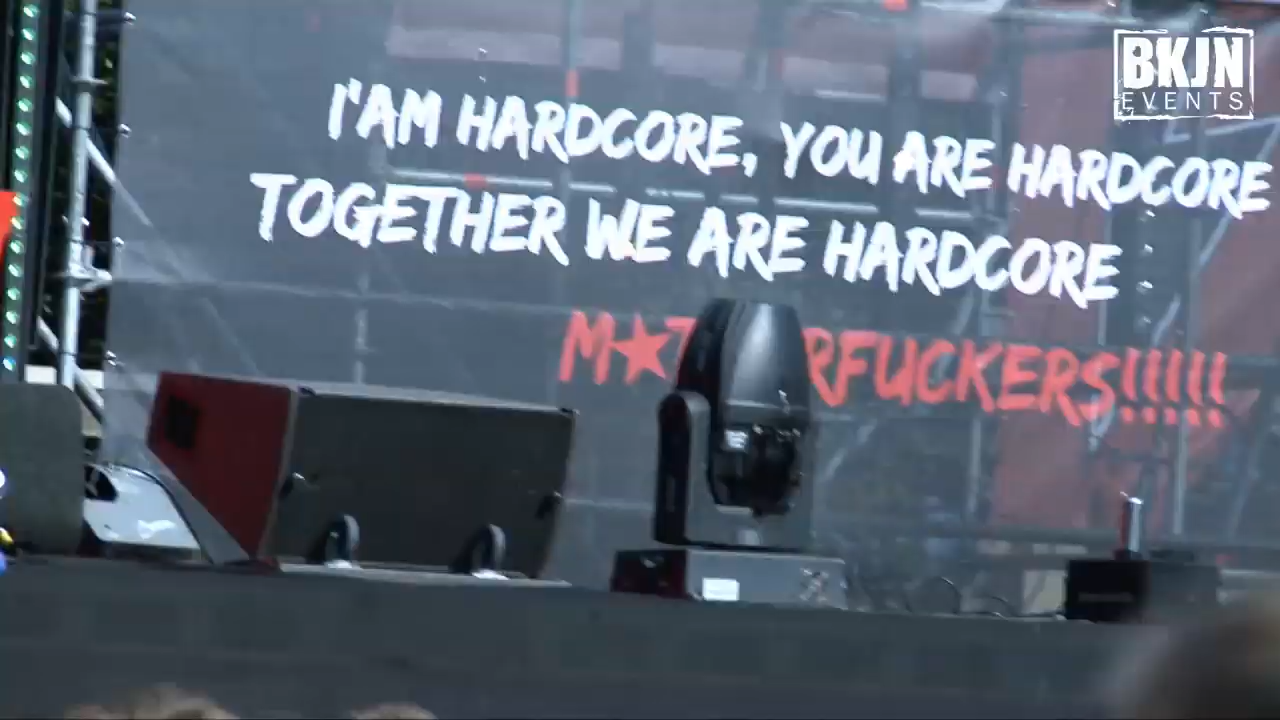 BKJN
EVENTS
I'AM HARDCORE, YOU ARE HARDCORE
TOGETHER WE ARE HARDCORE